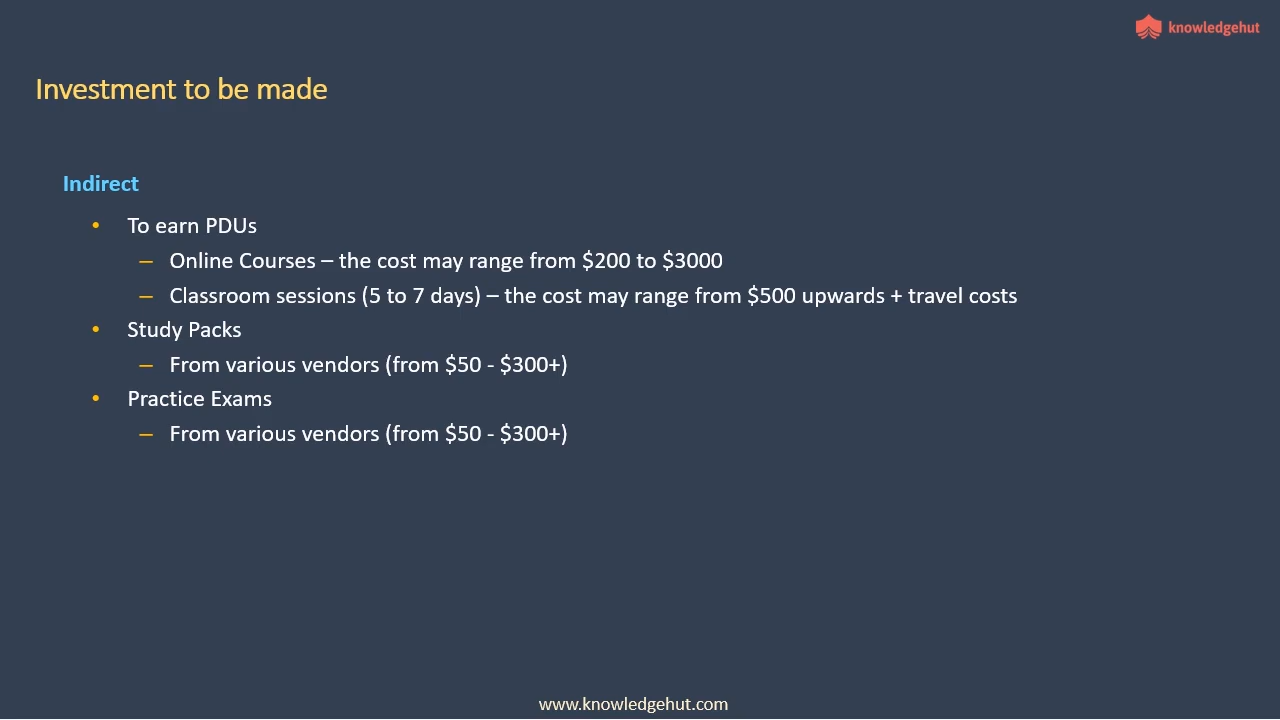 knowledgehut
Investment to be made
Indirect
• To earn PDUs
– Online Courses – the cost may range from $200 to $3000
– Classroom sessions (5 to 7 days) – the cost may range from $500 upwards + travel costs
• Study Packs
– From various vendors (from $50 - $300+)
• Practice Exams
– From various vendors (from $50 - $300+)
www.knowledgehut.com